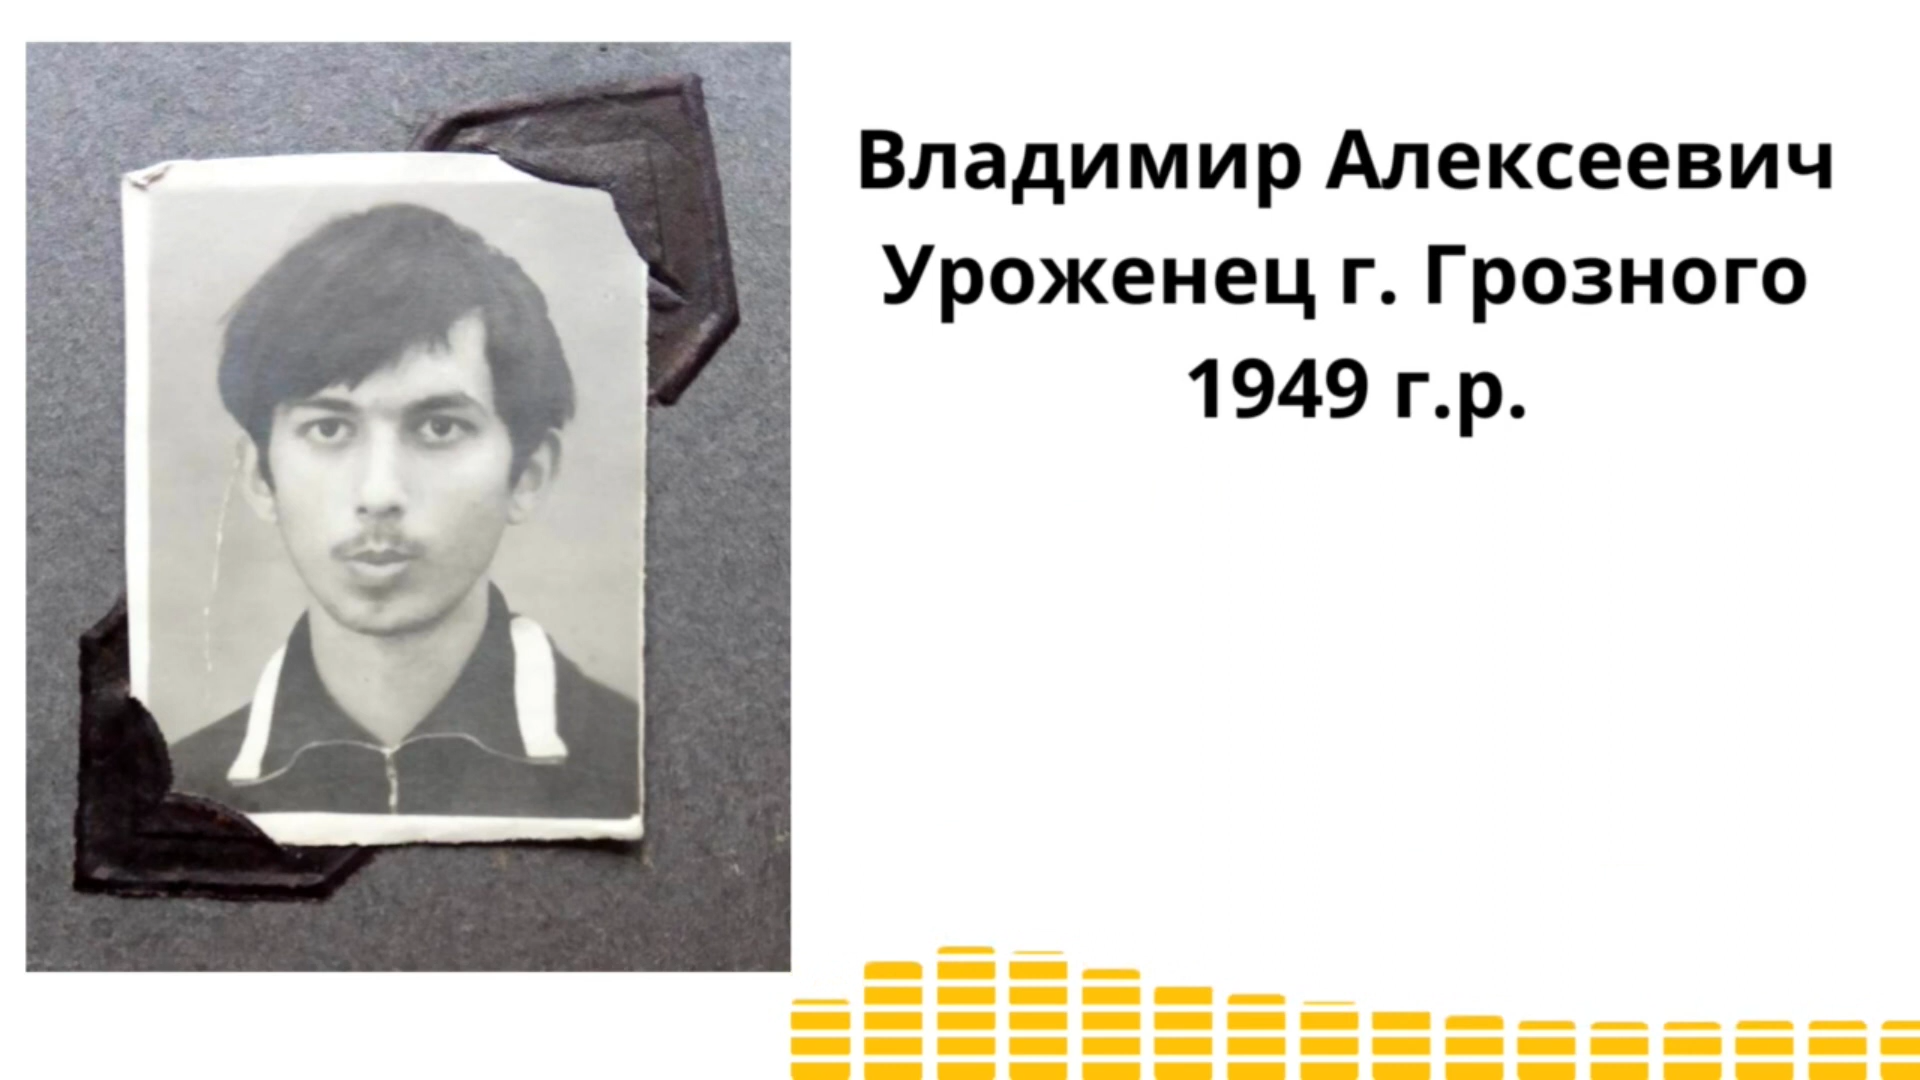 Владимир Алексеевич
Уроженец г. Грозного
1949 г.р.